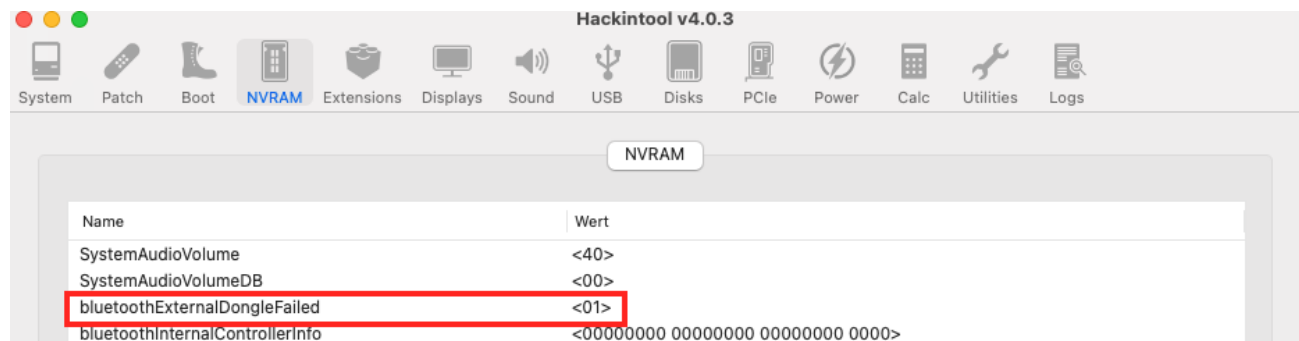 Hackintool v4.0.3
System Patch Boot NVRAM Extensions Displays Sound USB Disks PCIe Power Calc Utilities Logs
NVRAM
Name Wert
SystemAudioVolume <40>
SystemAudioVolumeDB <00>
bluetoothExternalDongleFailed <01>
bluetoothInternalControllerInfo <00000000 00000000 00000000 0000>